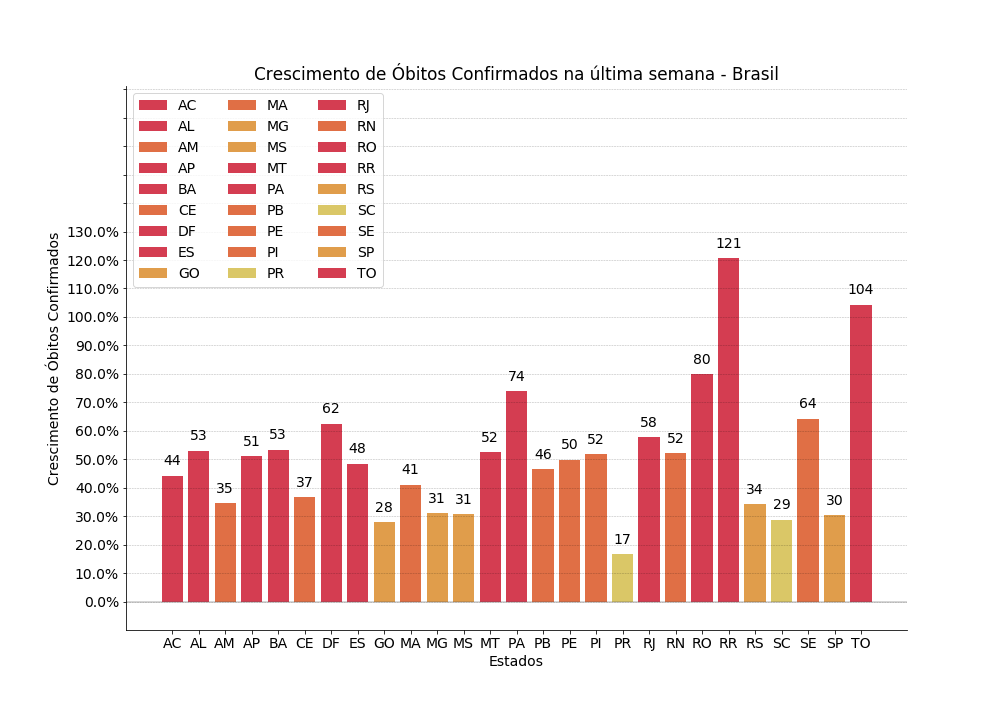 Crescimento de Óbitos Confirmados na última semana - Brasil
AC MA RJ
AL MG RN
AM MS RO
AP MT RR
BA PA RS
CE PB SC
DF PE SE
ES PI SP
GO PR TO
Crescimento de Óbitos Confirmados
130.0%
120.0%
110.0%
100.0%
90.0%
80.0%
70.0%
60.0%
50.0%
40.0%
30.0%
20.0%
10.0%
0.0%
44 53 35 51 53 37 62 48 28 41 31 31 52 74 46 50 52 17 58 52 80 121 34 29 64 30 104
AC AL AM AP BA CE DF ES GO MA MG MS MT PA PB PE PI PR RJ RN RO RR RS SC SE SP TO
Estados